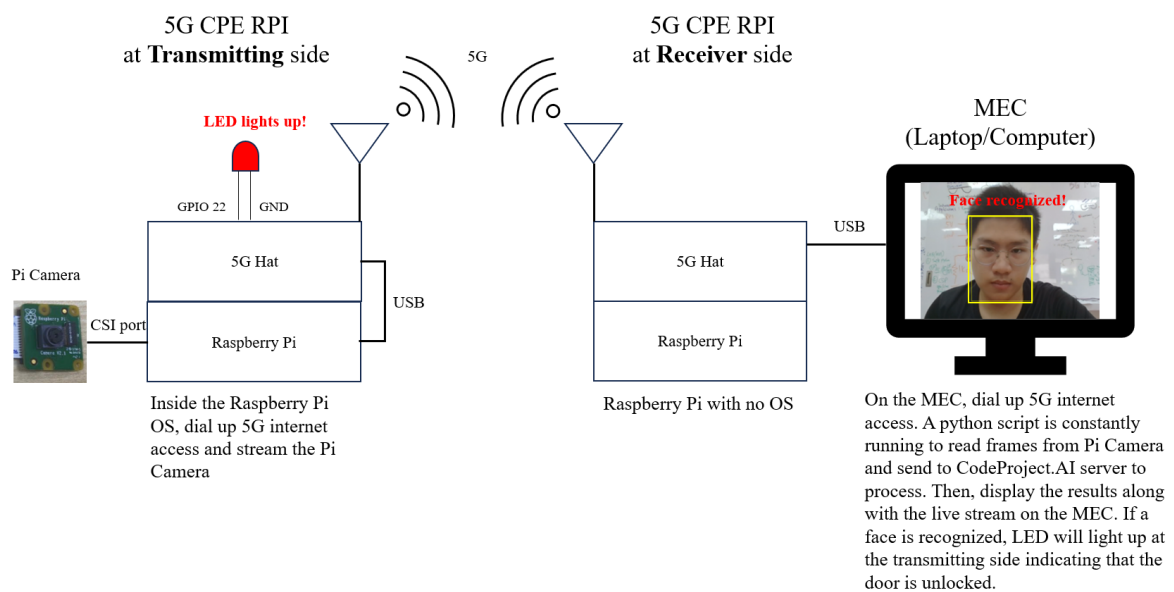 5G CPE RPI
at Transmitting side
5G
5G CPE RPI
at Receiver side
LED lights up!
GPIO 22
GND
5G Hat
USB
Raspberry Pi
Pi Camera
CSI port
Raspberry Pi
Camera V2.1
Inside the Raspberry Pi
OS, dial up 5G internet
access and stream the Pi
Camera
5G Hat
Raspberry Pi
Raspberry Pi with no OS
USB
MEC
(Laptop/Computer)
Face recognized!
On the MEC, dial up 5G internet
access. A python script is constantly
running to read frames from Pi Camera
and send to CodeProject.AI server to
process. Then, display the results along
with the live stream on the MEC. If a
face is recognized, LED will light up at
the transmitting side indicating that the
door is unlocked.